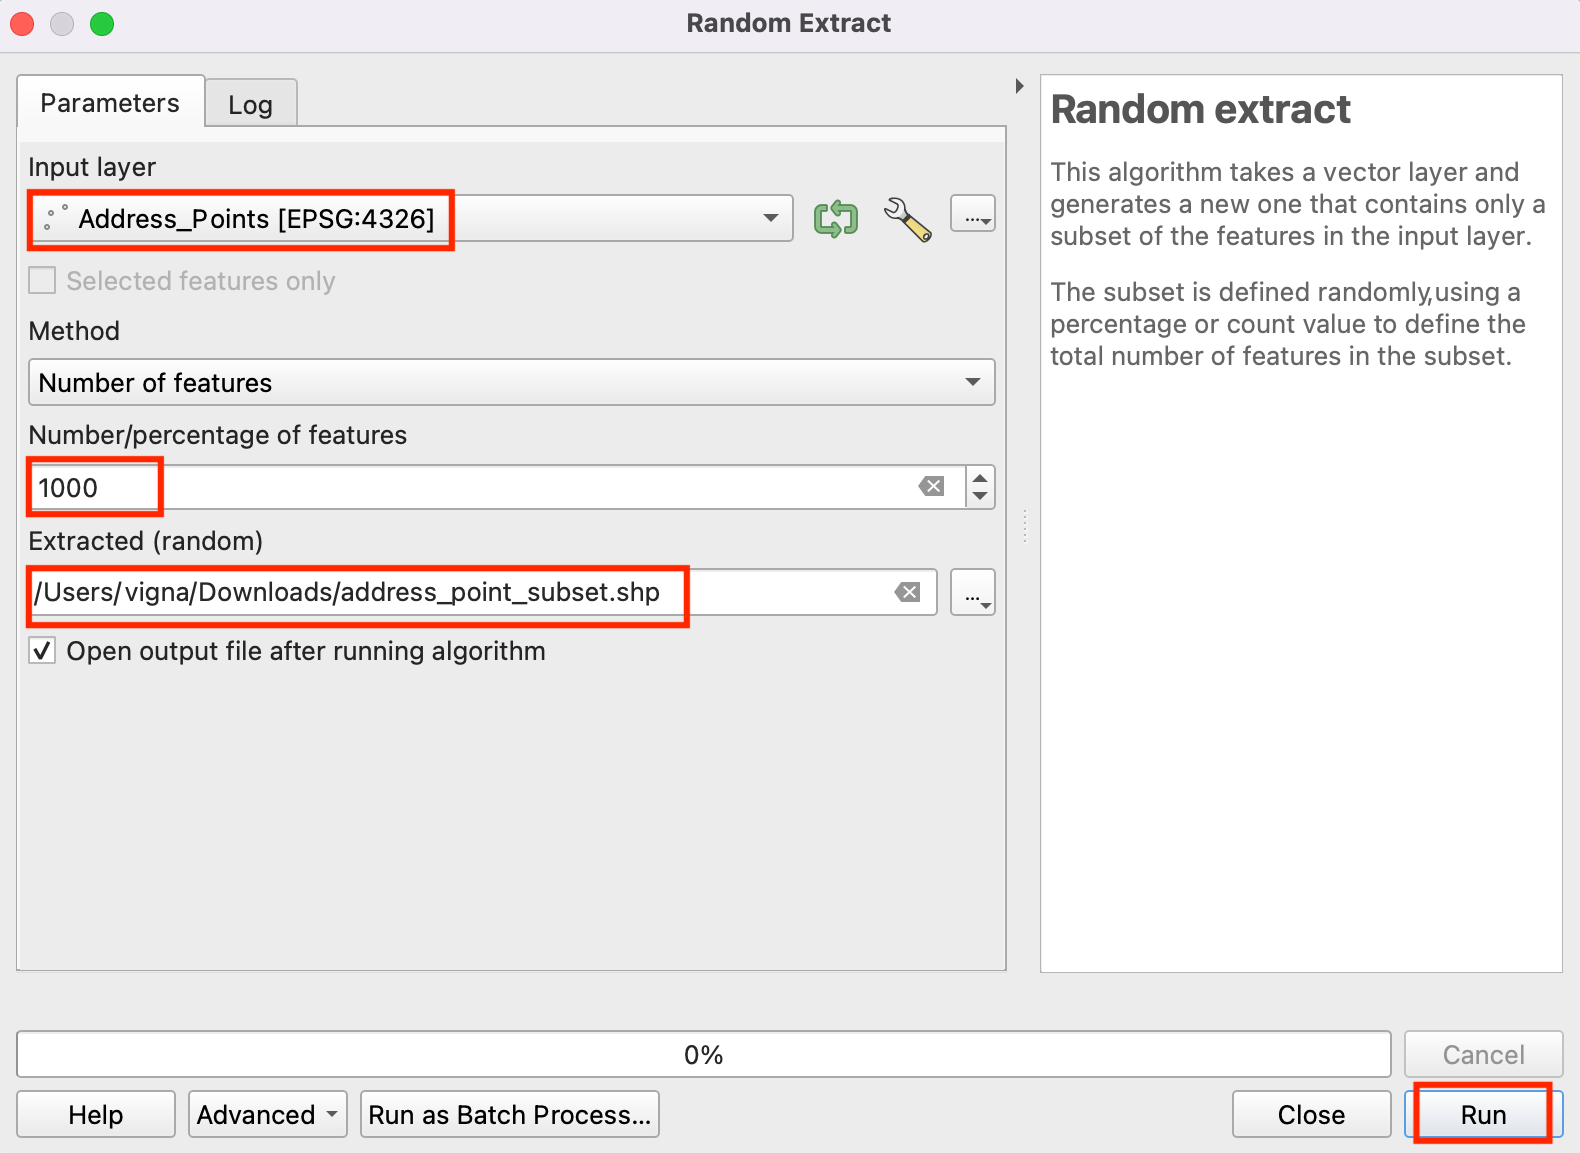 Random Extract
Parameters
Log
Input layer
Address_Points [EPSG:4326]
...
Selected features only
Method
Number of features
Number/percentage of features
1000
Extracted (random)
/Users/vigna/Downloads/address_point_subset.shp
...
Open output file after running algorithm
Random extract
This algorithm takes a vector layer and
generates a new one that contains only a
subset of the features in the input layer.
The subset is defined randomly,using a
percentage or count value to define the
total number of features in the subset.
0%
Cancel
Help
Advanced
Run as Batch Process...
Close
Run